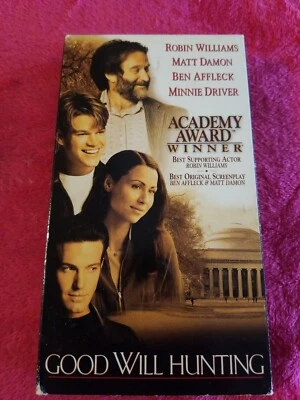 ROBIN WILLIAMS
MATT DAMON
BEN AFFLECK
MINNIE DRIVER
ACADEMY
AWARD
WINNER
BEST SUPPORTING ACTOR
ROBIN WILLIAMS
BEST ORIGINAL SCREENPLAY
BEN AFFLECK & MATT DAMON
GOOD WILL HUNTING